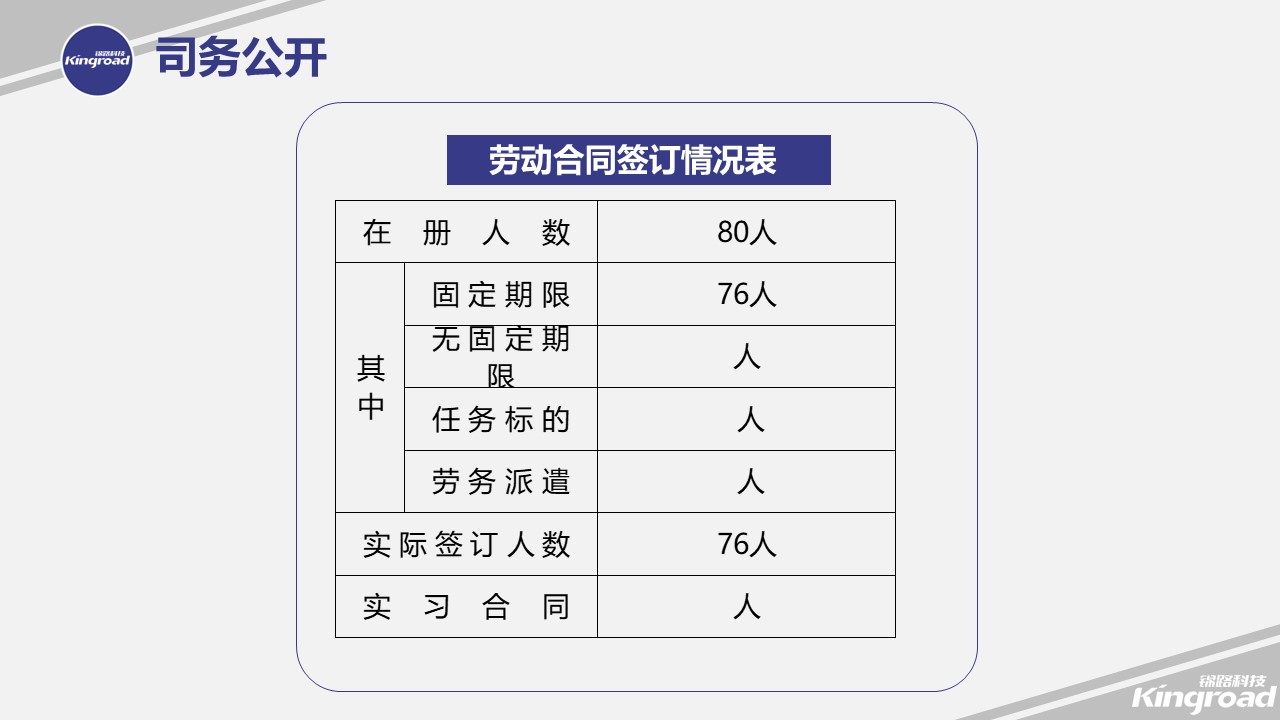 锦路科技
Kingroad
司务公开
劳动合同签订情况表
在册人数 80人
其中
固定期限 76人
无固定期
限 人
任务标的 人
劳务派遣 人
实际签订人数 76人
实习合同 人
锦路科技
Kingroad